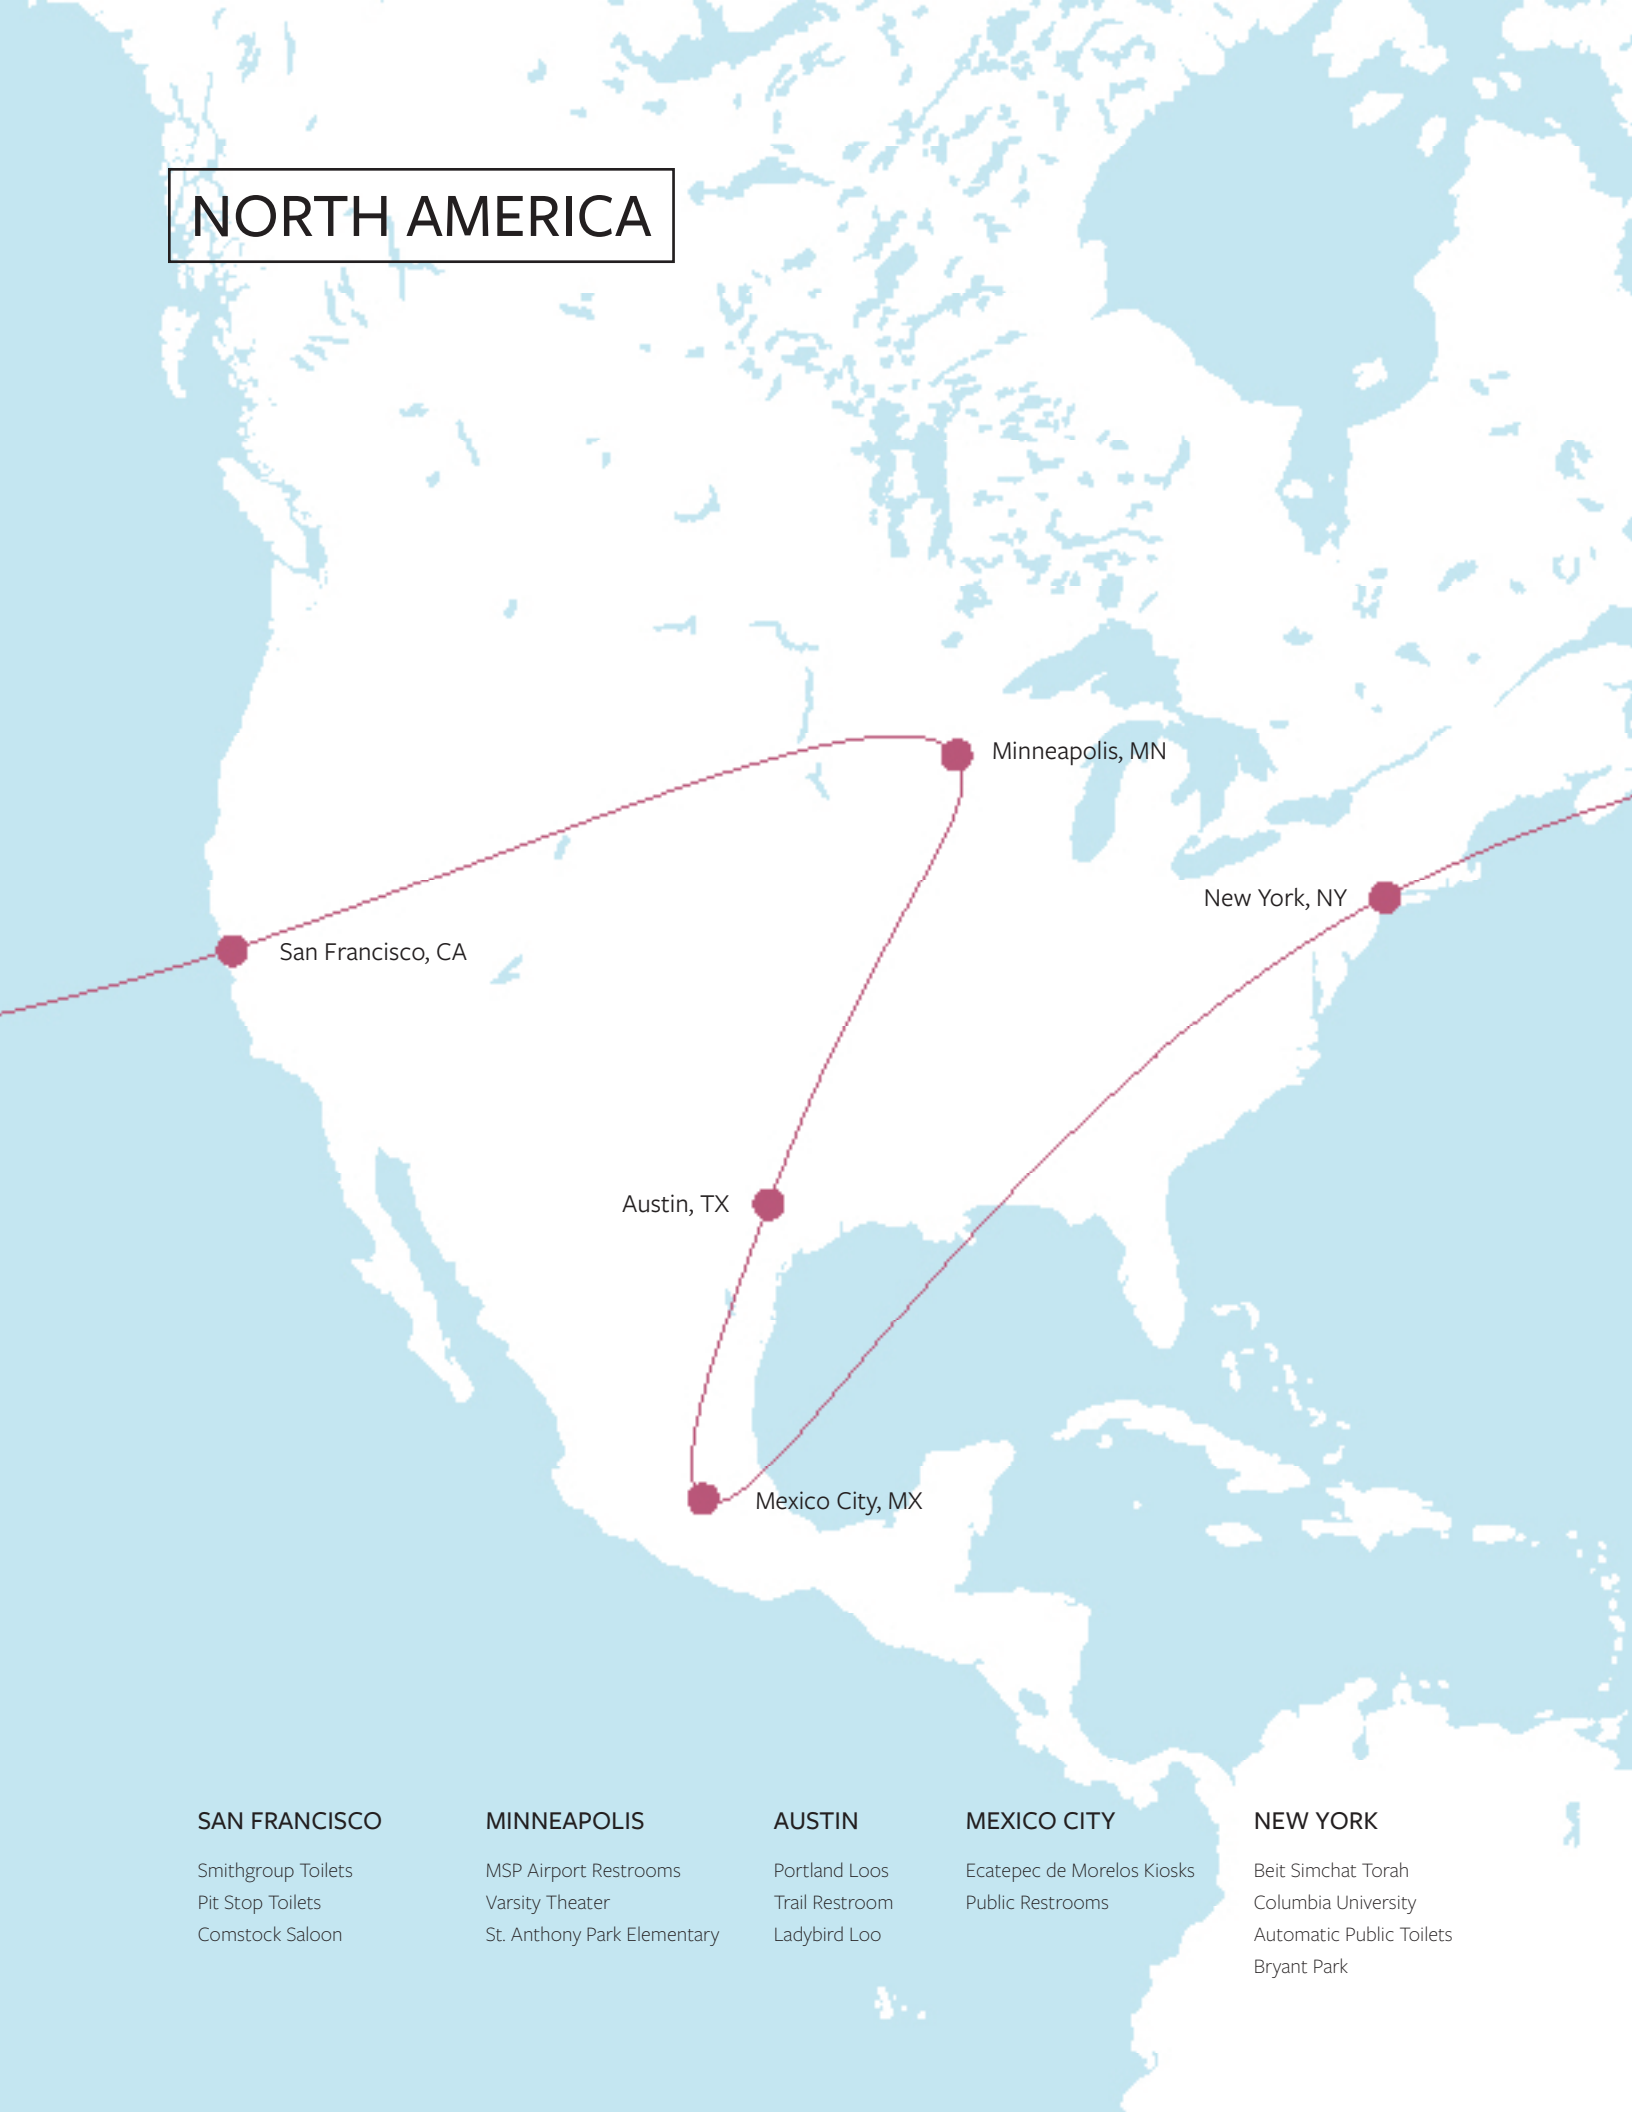 NORTH AMERICA
Minneapolis, MN
New York, NY
San Francisco, CA
Austin, TX
Mexico City, MX
SAN FRANCISCO
Smithgroup Toilets
Pit Stop Toilets
Comstock Saloon
MINNEAPOLIS
MSP Airport Restrooms
Varsity Theater
St. Anthony Park Elementary
AUSTIN
Portland Loos
Trail Restroom
Ladybird Loo
MEXICO CITY
Ecatepec de Morelos Kiosks
Public Restrooms
NEW YORK
Beit Simchat Torah
Columbia University
Automatic Public Toilets
Bryant Park